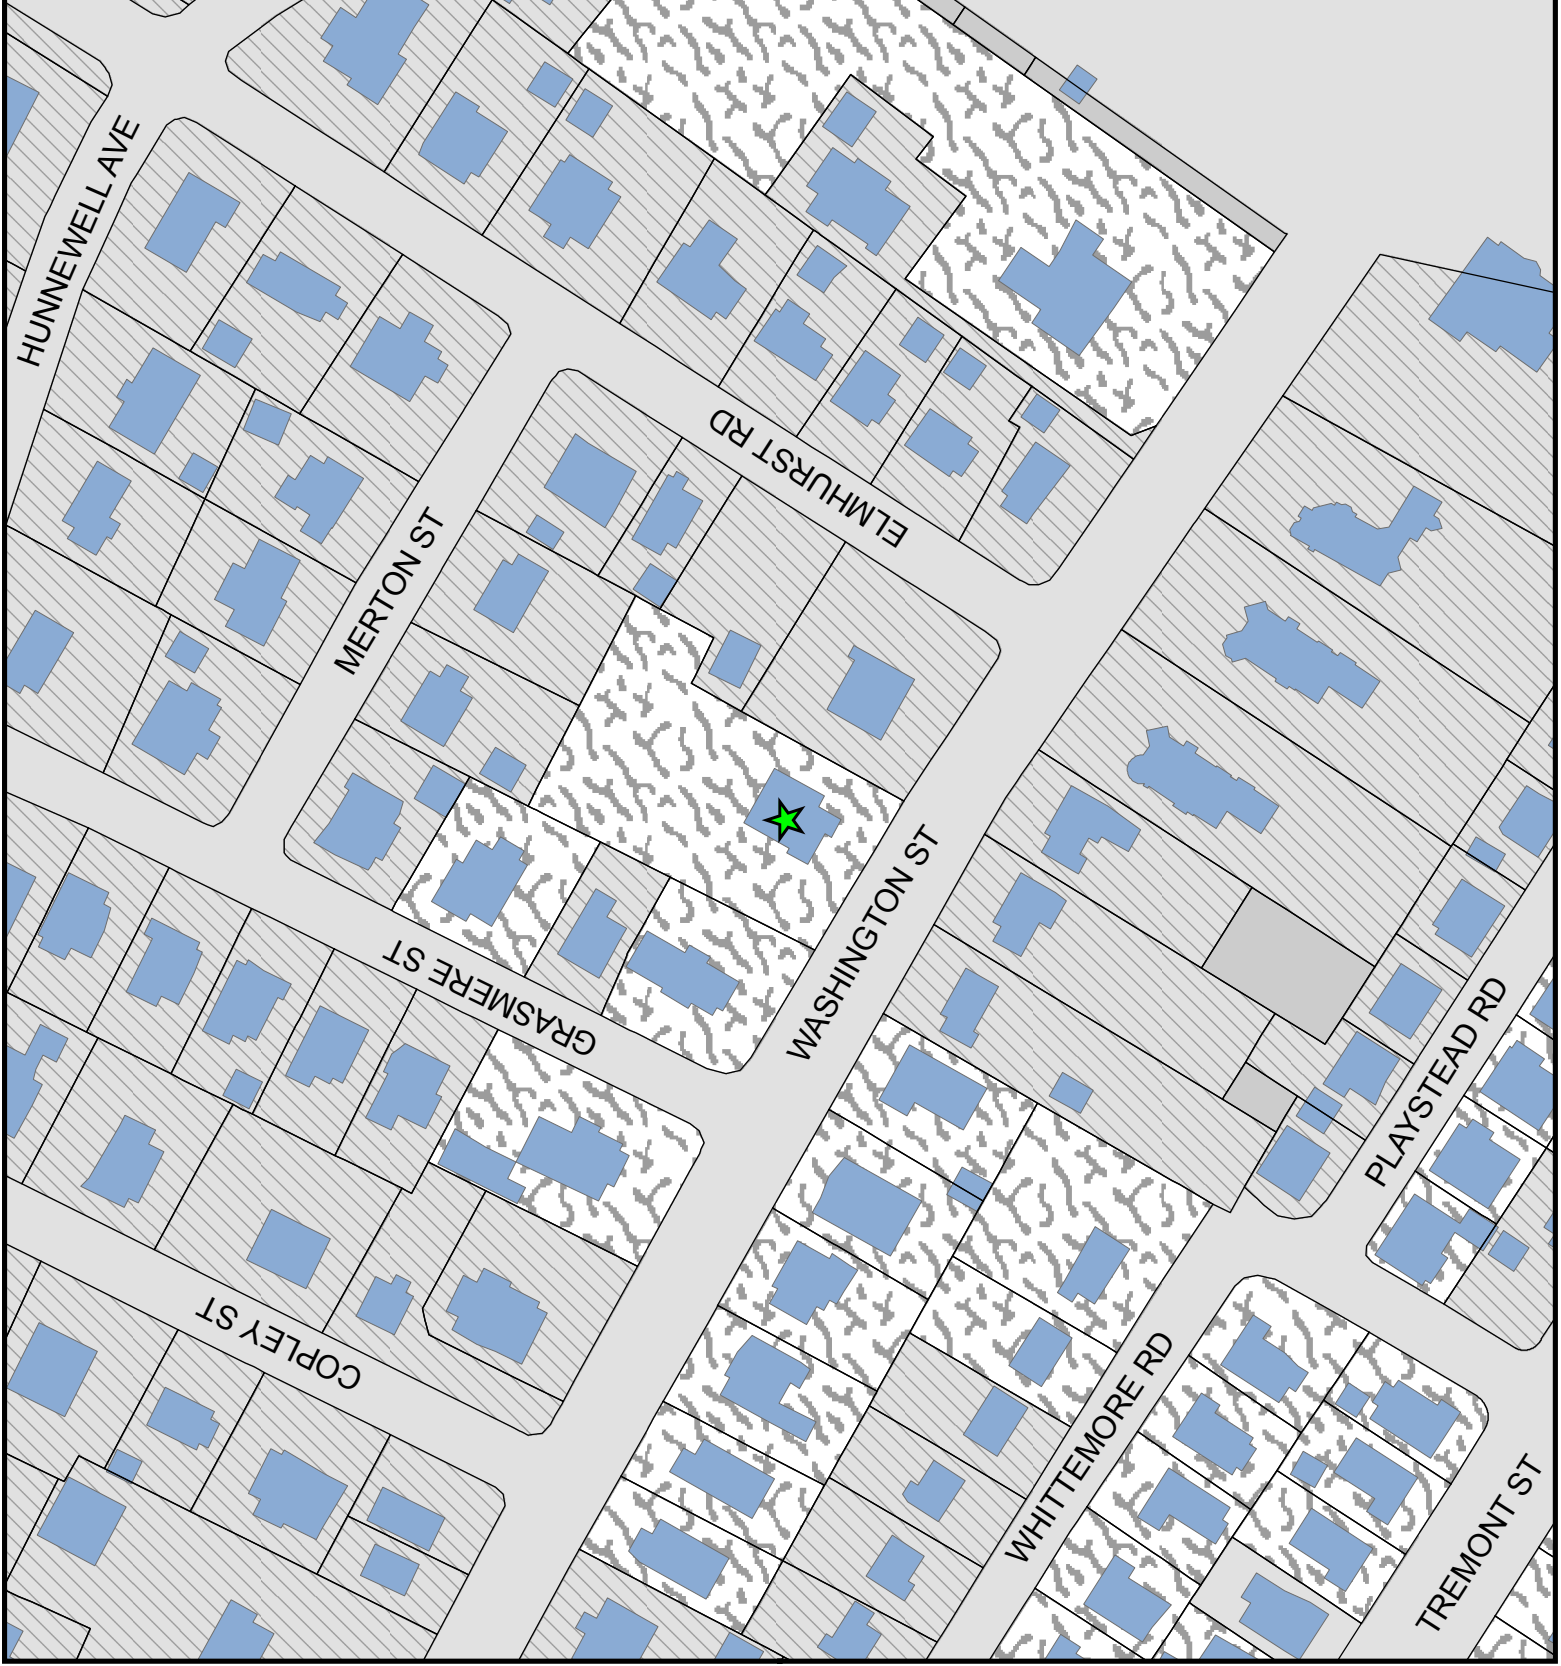 HUNNEWELL AVE
ELMHURST RD
MERTON ST
WASHINGTON ST
GRASMERE ST
PLAYSTEAD RD
COPLEY ST
WHITTEMORE RD
TREMONT ST